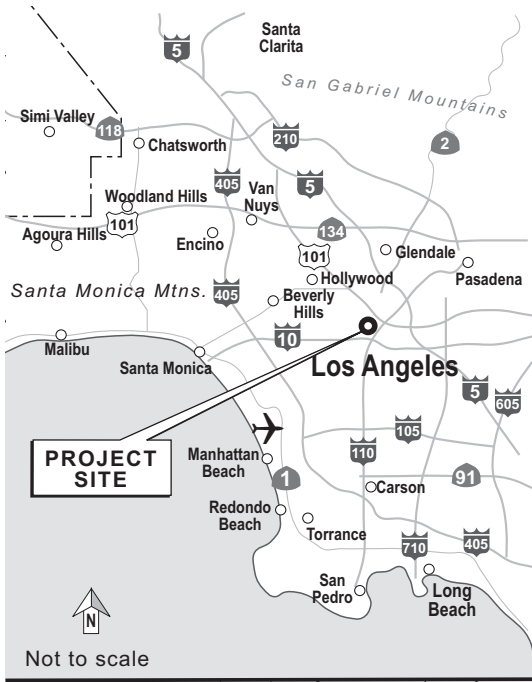 Santa
Clarita
5
San Gabriel Mountains
Simi Valley
118
Chatsworth
210
2
405
5
Woodland Hills
Van
Nuys
101
134
Agoura Hills
Encino
101
Glendale
Hollywood
Pasadena
Santa Monica Mtns.
405
Beverly
Hills
10
Malibu
Santa Monica
Los Angeles
5
605
105
PROJECT
SITE
Manhattan
Beach
110
1
91
Carson
Redondo
Beach
Torrance
710
405
San
Pedro
Long
Beach
N
Not to scale